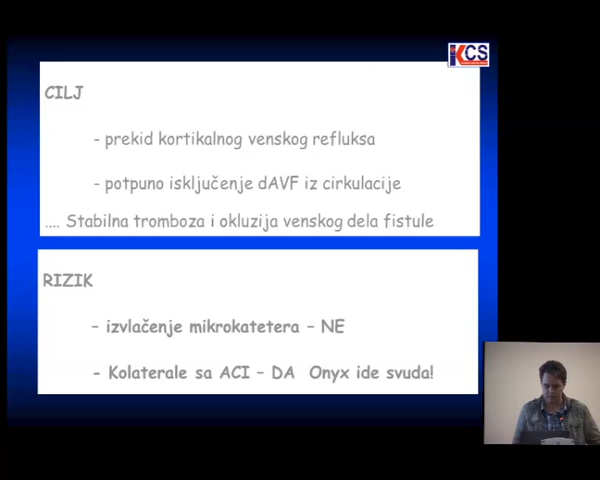 KCS
CILJ
- prekid kortikalnog venskog refluksa
- potpuno isključenje dAVF iz cirkulacije
.... Stabilna tromboza i okluzija venskog dela fistule
RIZIK
- izvlačenje mikrokatetera - NE
- Kolaterale sa ACI - DA Onyx ide svuda!